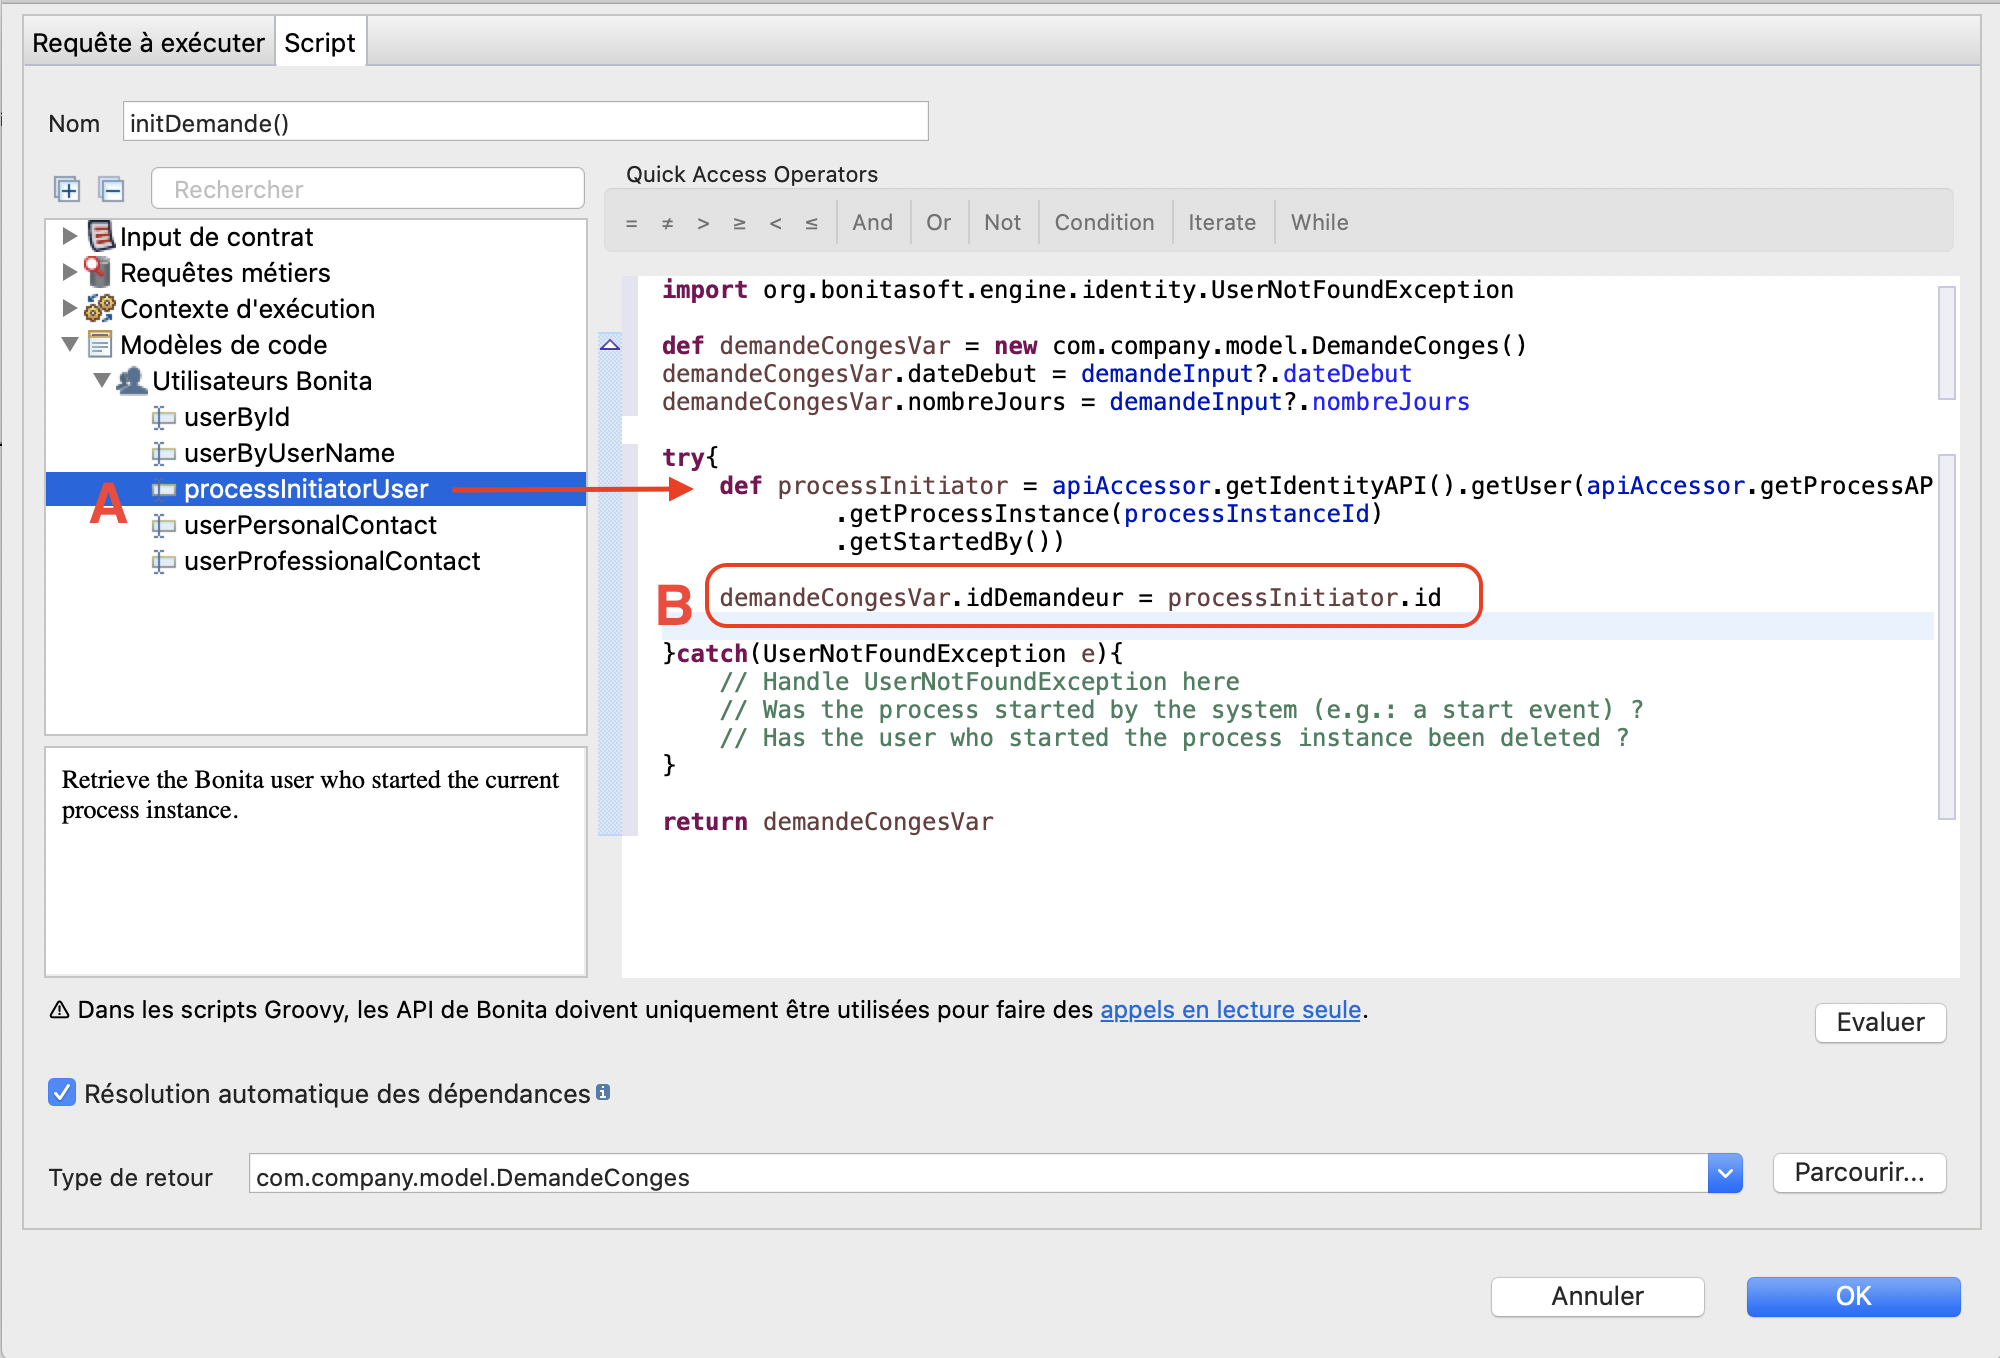 Requête à exécuter
Script
Nom
initDemande()
Rechercher
Input de contrat
Requêtes métiers
Contexte d'exécution
Modèles de code
Utilisateurs Bonita
userById
userByUserName
processInitiatorUser
userPersonalContact
userProfessionalContact
A
Retrieve the Bonita user who started the current
process instance.
Quick Access Operators
= ≠ > ≥ < ≤ And Or Not Condition Iterate While
import org.bonitasoft.engine.identity.UserNotFoundException
def demandeCongesVar = new com.company.model.DemandeConges()
demandeCongesVar.dateDebut = demandeInput?.dateDebut
demandeCongesVar.nombreJours = demandeInput?.nombreJours
try{
def processInitiator = apiAccessor.getIdentityAPI().getUser(apiAccessor.getProcessAP
.getProcessInstance(processInstanceId)
.getStartedBy())
B
demandeCongesVar.idDemandeur = processInitiator.id
}catch(UserNotFoundException e){
// Handle UserNotFoundException here
// Was the process started by the system (e.g.: a start event) ?
// Has the user who started the process instance been deleted ?
}
return demandeCongesVar
⚠ Dans les scripts Groovy, les API de Bonita doivent uniquement être utilisées pour faire des appels en lecture seule.
Evaluer
Résolution automatique des dépendances
Type de retour
com.company.model.DemandeConges
Parcourir...
Annuler
OK